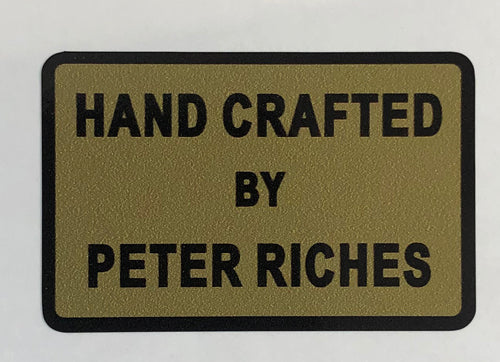 HAND CRAFTED
BY
PETER RICHES